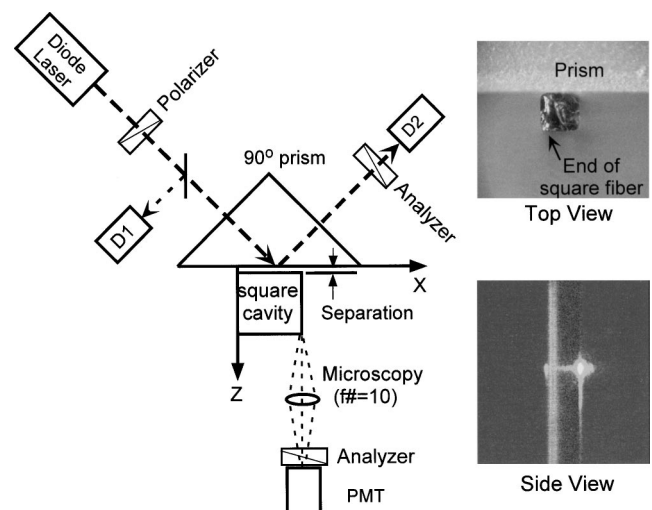 Diode
Laser
Polarizer
D1
90º prism
D2
Analyzer
X
square
cavity
Separation
Z
Microscopy
(f#=10)
Analyzer
PMT
Prism
End of
square fiber
Top View
Side View